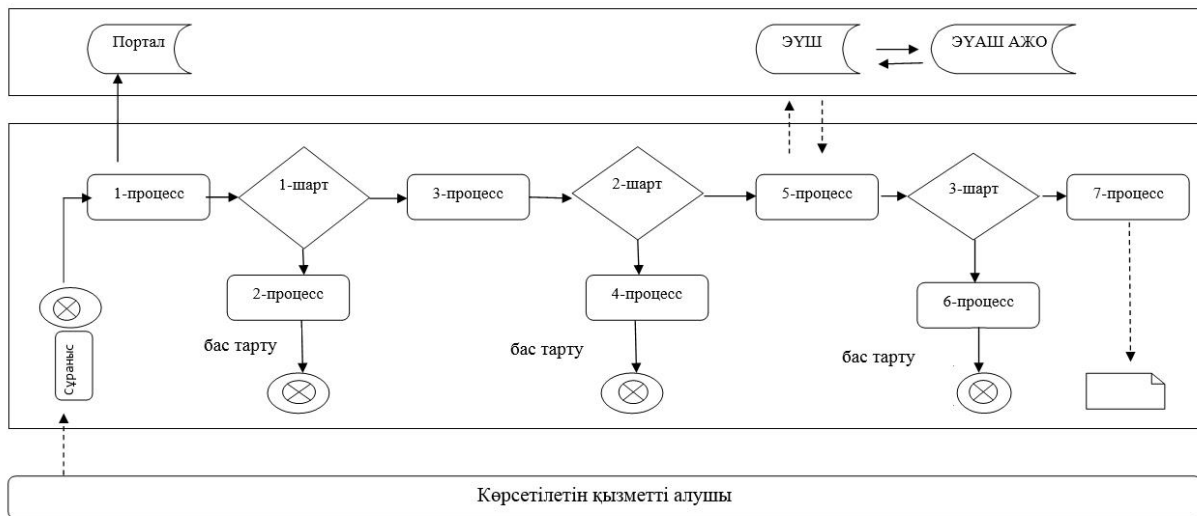 Портал
ЭҮШ
ЭҮАШ АЖО
1-процесс
1-шарт
3-процесс
2-шарт
5-процесс
3-шарт
7-процесс
2-процесс
4-процесс
6-процесс
бас тарту
бас тарту
бас тарту
Сұраныс
Көрсетілетін қызметті алушы